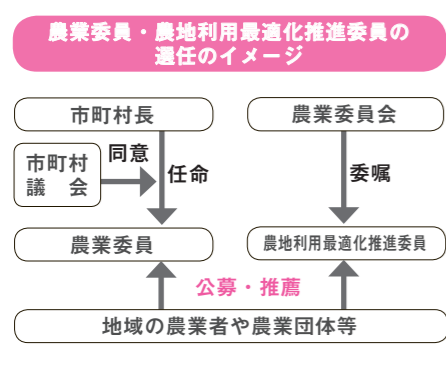 農業委員・農地利用最適化推進委員の
選任のイメージ
市町村長
農業委員会
市町村
議　会
同意
任命
委嘱
農業委員
農地利用最適化推進委員
公募・推薦
地域の農業者や農業団体等